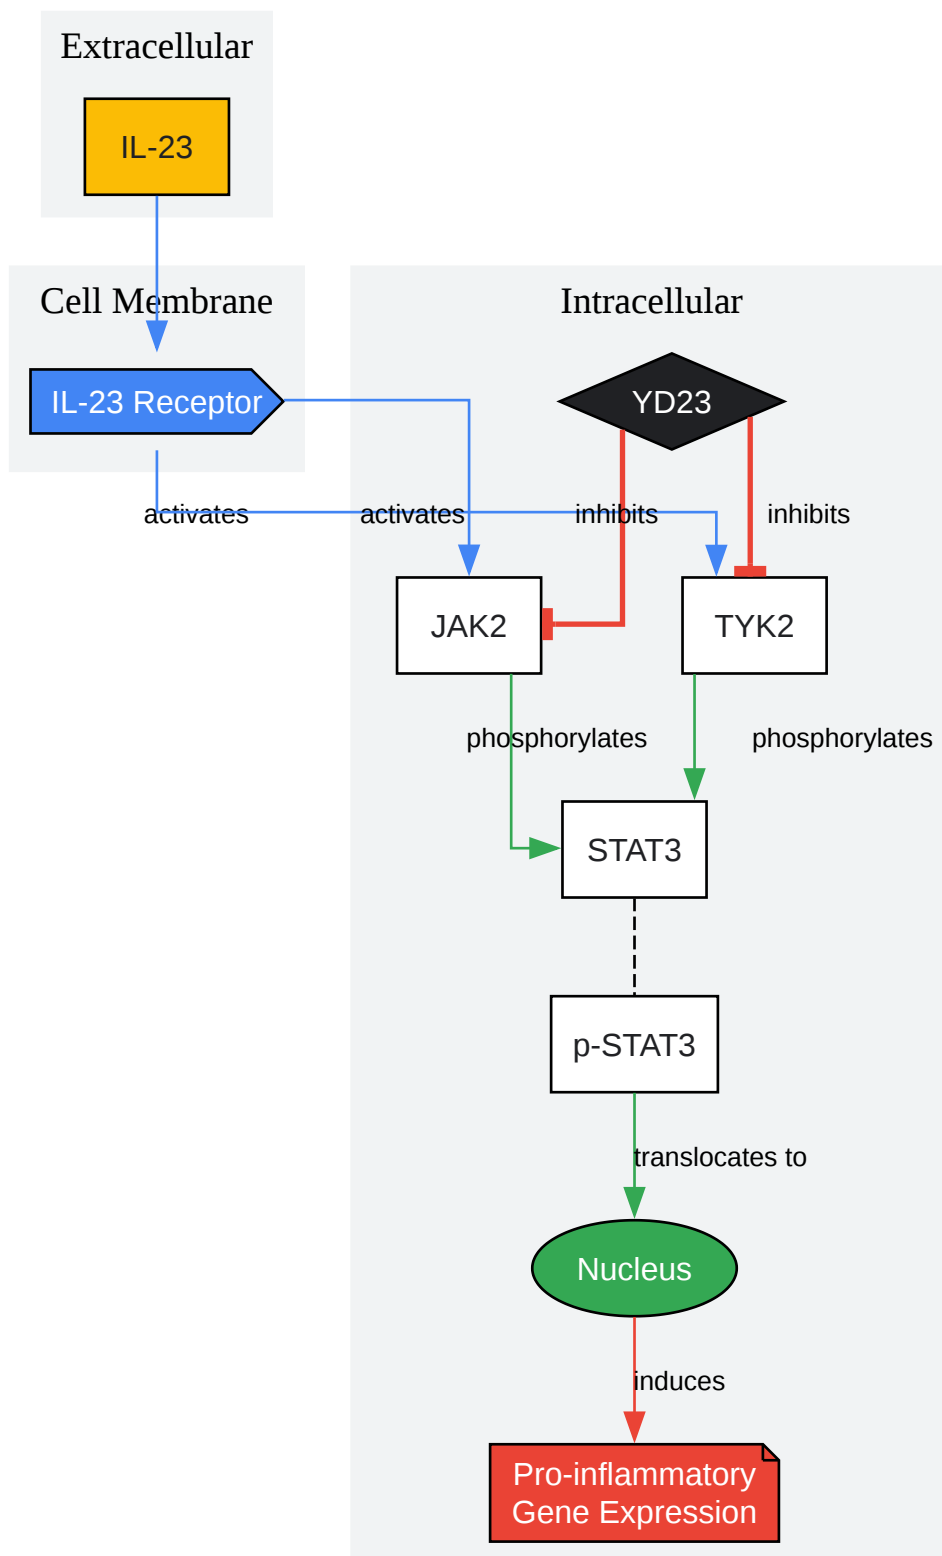 Extracellular
IL-23
Cell Membrane
Intracellular
IL-23 Receptor
YD23
activates
activates
inhibits
inhibits
JAK2
TYK2
phosphorylates
phosphorylates
STAT3
p-STAT3
translocates to
Nucleus
induces
Pro-inflammatory
Gene Expression